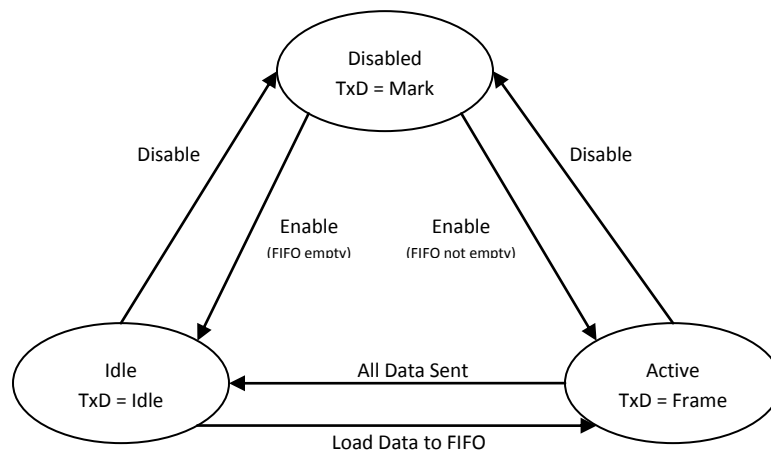 Disabled
TxD = Mark
Disable
Disable
Enable
(FIFO empty)
Enable
(FIFO not empty)
Idle
TxD = Idle
All Data Sent
Active
TxD = Frame
Load Data to FIFO